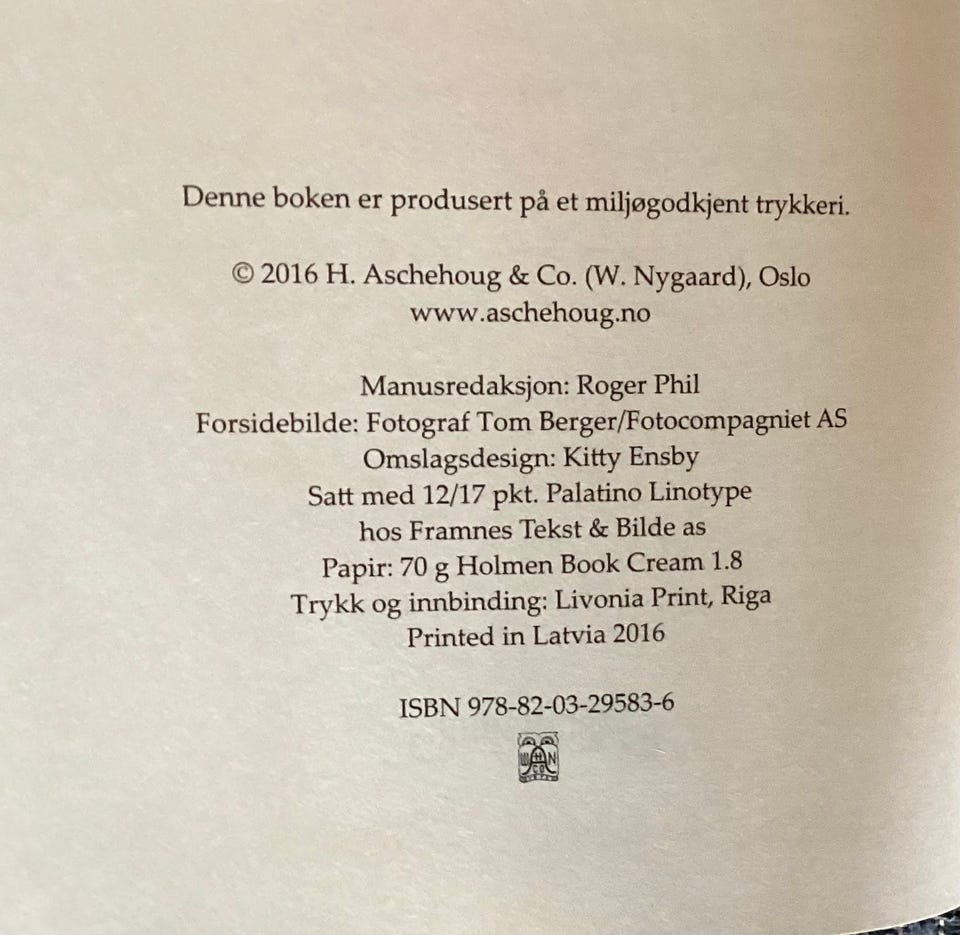 Denne boken er produsert på et miljøgodkjent trykkeri.
© 2016 H. Aschehoug & Co. (W. Nygaard), Oslo
www.aschehoug.no
Manusredaksjon: Roger Phil
Forsidebilde: Fotograf Tom Berger/Fotocompagniet AS
Omslagsdesign: Kitty Ensby
Satt med 12/17 pkt. Palatino Linotype
hos Framnes Tekst & Bilde as
Papir: 70 g Holmen Book Cream 1.8
Trykk og innbinding: Livonia Print, Riga
Printed in Latvia 2016
ISBN 978-82-03-29583-6